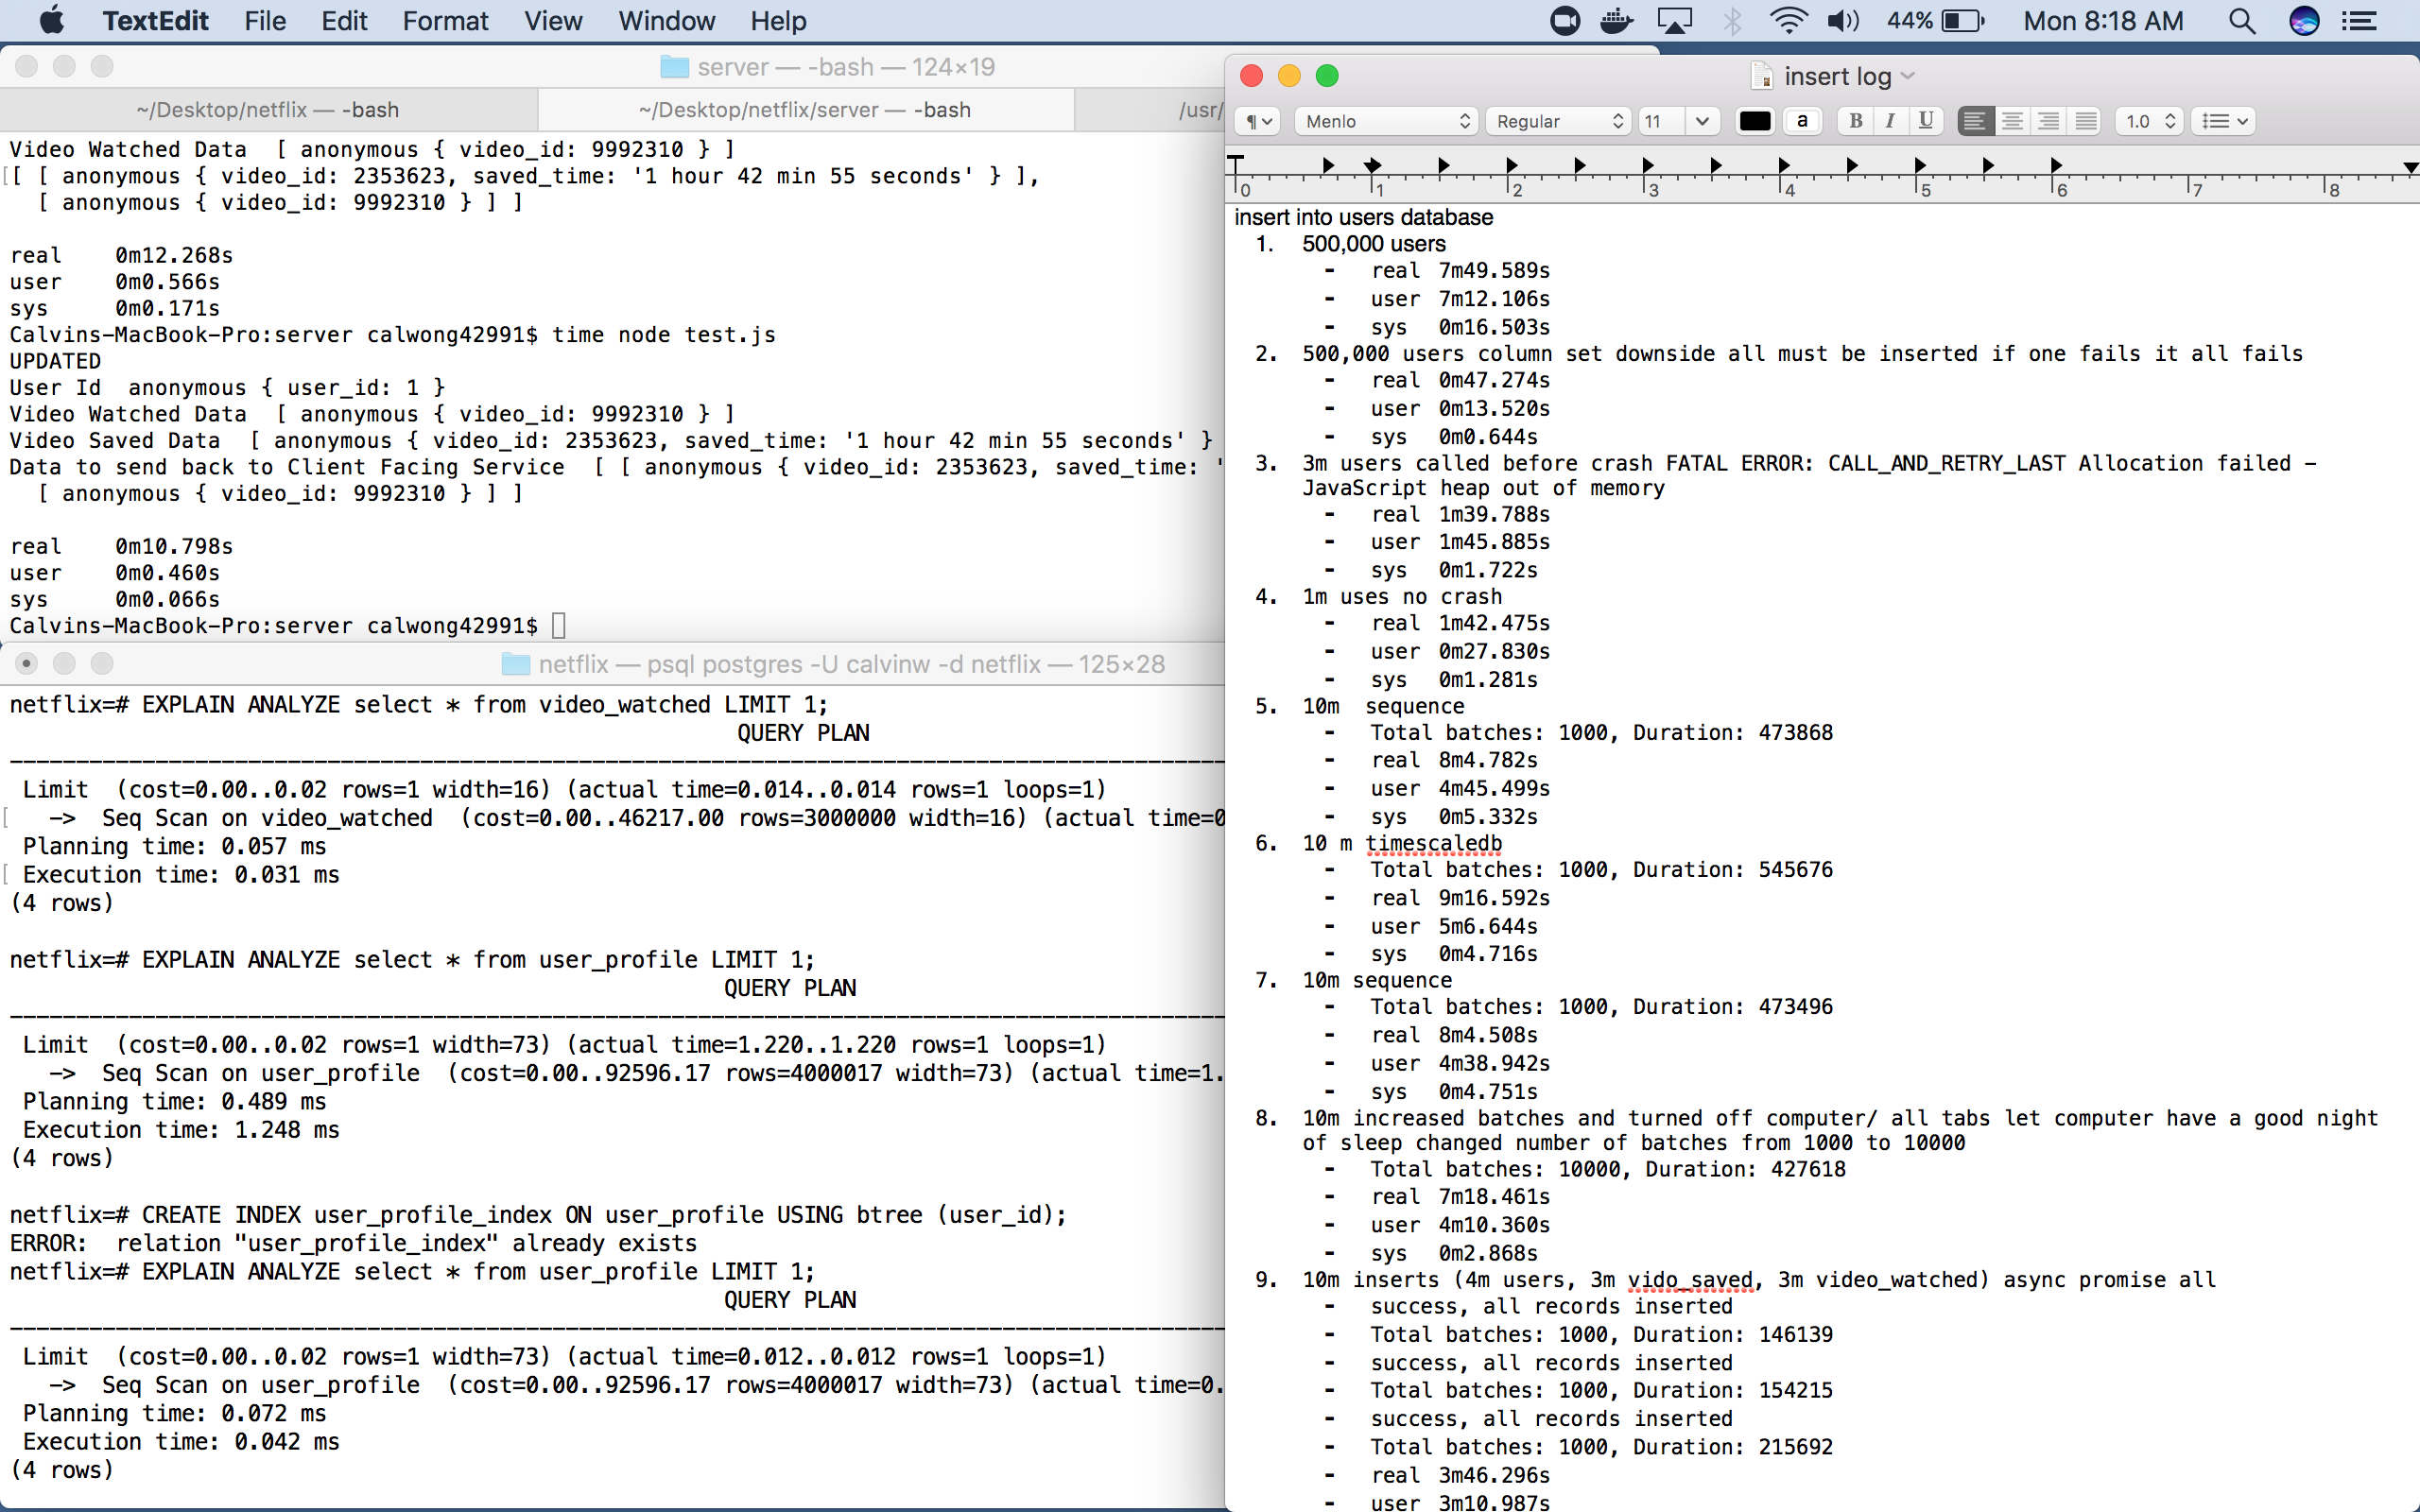 TextEdit File Edit Format View Window Help 44% Mon 8:18 AM
server — -bash — 124×19
~/Desktop/netflix — -bash ~/Desktop/netflix/server — -bash /usr/
Video Watched Data [ anonymous { video_id: 9992310 } ]
[[ [ anonymous { video_id: 2353623, saved_time: '1 hour 42 min 55 seconds' } ],
[ anonymous { video_id: 9992310 } ] ]
real 0m12.268s
user 0m0.566s
sys 0m0.171s
Calvins-MacBook-Pro:server calwong42991$ time node test.js
UPDATED
User Id anonymous { user_id: 1 }
Video Watched Data [ anonymous { video_id: 9992310 } ]
Video Saved Data [ anonymous { video_id: 2353623, saved_time: '1 hour 42 min 55 seconds' }
Data to send back to Client Facing Service [ [ anonymous { video_id: 2353623, saved_time: '
[ anonymous { video_id: 9992310 } ] ]
real 0m10.798s
user 0m0.460s
sys 0m0.066s
Calvins-MacBook-Pro:server calwong42991$
netflix — psql postgres -U calvinw -d netflix — 125×28
netflix=# EXPLAIN ANALYZE select * from video_watched LIMIT 1;
QUERY PLAN
Limit (cost=0.00..0.02 rows=1 width=16) (actual time=0.014..0.014 rows=1 loops=1)
[ -> Seq Scan on video_watched (cost=0.00..46217.00 rows=3000000 width=16) (actual time=0
Planning time: 0.057 ms
[ Execution time: 0.031 ms
(4 rows)
netflix=# EXPLAIN ANALYZE select * from user_profile LIMIT 1;
QUERY PLAN
Limit (cost=0.00..0.02 rows=1 width=73) (actual time=1.220..1.220 rows=1 loops=1)
-> Seq Scan on user_profile (cost=0.00..92596.17 rows=4000017 width=73) (actual time=1.
Planning time: 0.489 ms
Execution time: 1.248 ms
(4 rows)
netflix=# CREATE INDEX user_profile_index ON user_profile USING btree (user_id);
ERROR: relation "user_profile_index" already exists
netflix=# EXPLAIN ANALYZE select * from user_profile LIMIT 1;
QUERY PLAN
Limit (cost=0.00..0.02 rows=1 width=73) (actual time=0.012..0.012 rows=1 loops=1)
-> Seq Scan on user_profile (cost=0.00..92596.17 rows=4000017 width=73) (actual time=0.
Planning time: 0.072 ms
Execution time: 0.042 ms
(4 rows)
insert log
¶ Menlo Regular 11 a B I U 1.0
0 1 2 3 4 5 6 7 8
insert into users database
1. 500,000 users
- real 7m49.589s
- user 7m12.106s
- sys 0m16.503s
2. 500,000 users column set downside all must be inserted if one fails it all fails
- real 0m47.274s
- user 0m13.520s
- sys 0m0.644s
3. 3m users called before crash FATAL ERROR: CALL_AND_RETRY_LAST Allocation failed -
JavaScript heap out of memory
- real 1m39.788s
- user 1m45.885s
- sys 0m1.722s
4. 1m uses no crash
- real 1m42.475s
- user 0m27.830s
- sys 0m1.281s
5. 10m sequence
- Total batches: 1000, Duration: 473868
- real 8m4.782s
- user 4m45.499s
- sys 0m5.332s
6. 10 m timescaledb
- Total batches: 1000, Duration: 545676
- real 9m16.592s
- user 5m6.644s
- sys 0m4.716s
7. 10m sequence
- Total batches: 1000, Duration: 473496
- real 8m4.508s
- user 4m38.942s
- sys 0m4.751s
8. 10m increased batches and turned off computer/ all tabs let computer have a good night
of sleep changed number of batches from 1000 to 10000
- Total batches: 10000, Duration: 427618
- real 7m18.461s
- user 4m10.360s
- sys 0m2.868s
9. 10m inserts (4m users, 3m vido_saved, 3m video_watched) async promise all
- success, all records inserted
- Total batches: 1000, Duration: 146139
- success, all records inserted
- Total batches: 1000, Duration: 154215
- success, all records inserted
- Total batches: 1000, Duration: 215692
- real 3m46.296s
- user 3m10.987s